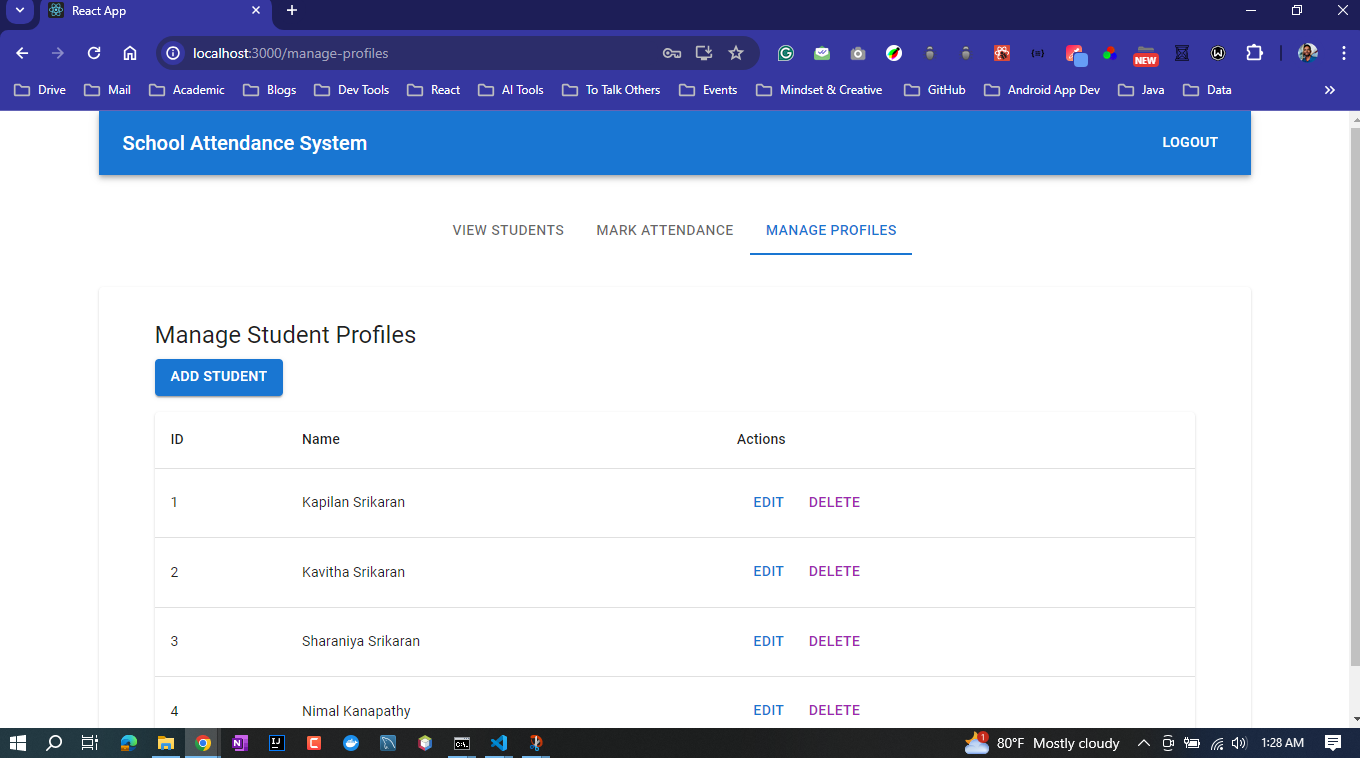 React App
localhost:3000/manage-profiles
NEW
Drive Mail Academic Blogs Dev Tools React AI Tools To Talk Others Events Mindset & Creative GitHub Android App Dev Java Data
School Attendance System LOGOUT
VIEW STUDENTS MARK ATTENDANCE MANAGE PROFILES
Manage Student Profiles
ADD STUDENT
ID Name Actions
1 Kapilan Srikaran EDIT DELETE
2 Kavitha Srikaran EDIT DELETE
3 Sharaniya Srikaran EDIT DELETE
4 Nimal Kanapathy EDIT DELETE
1 80°F Mostly cloudy 1:28 AM